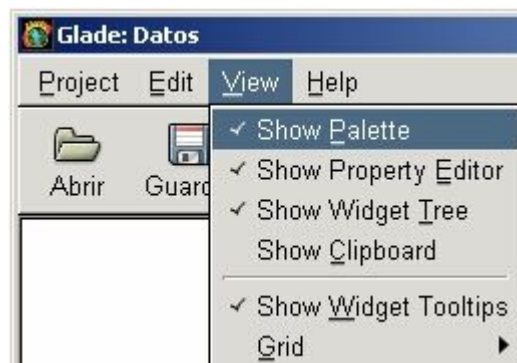 Glade: Datos
Project Edit View Help
Show Palette
Abrir
Show Property Editor
Show Widget Tree
Show Clipboard
Show Widget Tooltips
Grid